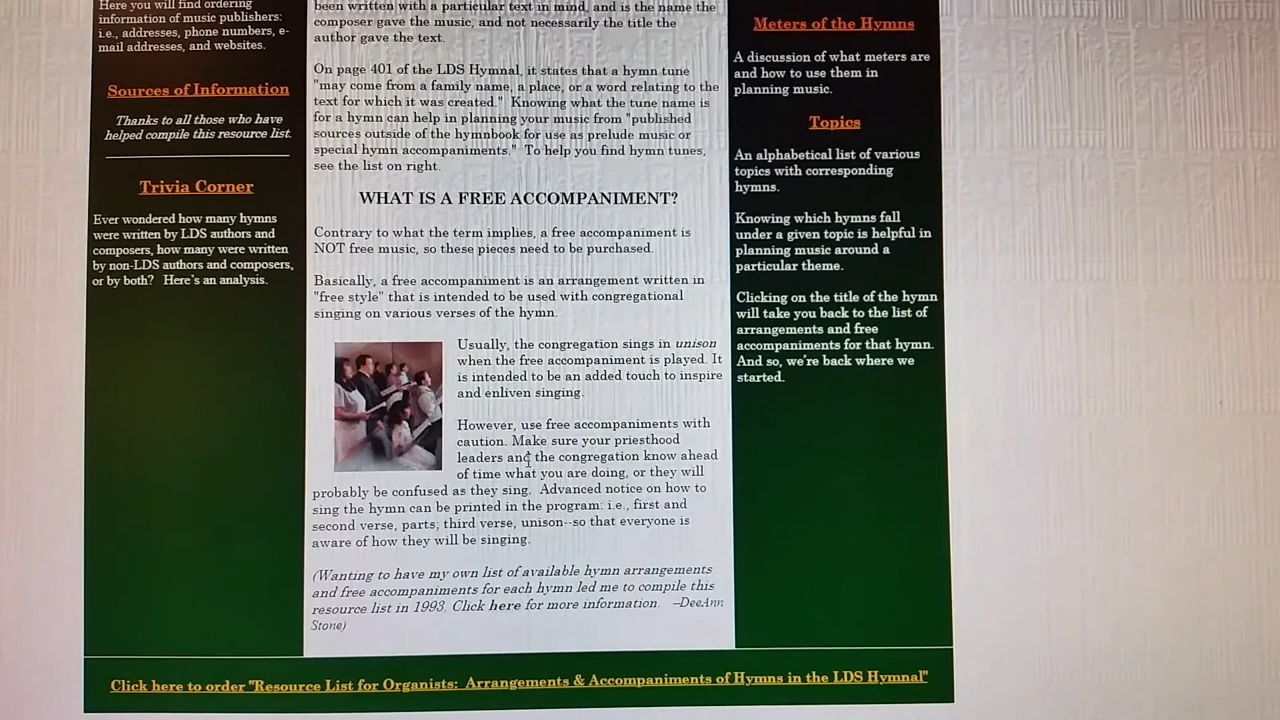 Here you will find ordering
information of music publishers:
i.e., addresses, phone numbers, e-
mail addresses, and websites.
Sources of Information
Thanks to all those who have
helped compile this resource list.
Trivia Corner
Ever wondered how many hymns
were written by LDS authors and
composers, how many were written
by non-LDS authors and composers,
or by both? Here's an analysis.
been written with a particular text in mind, and is the name the
composer gave the music, and not necessarily the title the
author gave the text.
On page 401 of the LDS Hymnal, it states that a hymn tune
"may come from a family name, a place, or a word relating to the
text for which it was created." Knowing what the tune name is
for a hymn can help in planning your music from "published
sources outside of the hymnbook for use as prelude music or
special hymn accompaniments." To help you find hymn tunes,
see the list on right.
WHAT IS A FREE ACCOMPANIMENT?
Contrary to what the term implies, a free accompaniment is
NOT free music, so these pieces need to be purchased.
Basically, a free accompaniment is an arrangement written in
"free style" that is intended to be used with congregational
singing on various verses of the hymn.
Usually, the congregation sings in unison
when the free accompaniment is played. It
is intended to be an added touch to inspire
and enliven singing.
However, use free accompaniments with
caution. Make sure your priesthood
leaders and the congregation know ahead
of time what you are doing, or they will
probably be confused as they sing. Advanced notice on how to
sing the hymn can be printed in the program: i.e., first and
second verse, parts; third verse, unison--so that everyone is
aware of how they will be singing.
(Wanting to have my own list of available hymn arrangements
and free accompaniments for each hymn led me to compile this
resource list in 1993. Click here for more information. –DeeAnn
Stone)
Meters of the Hymns
A discussion of what meters are
and how to use them in
planning music.
Topics
An alphabetical list of various
topics with corresponding
hymns.
Knowing which hymns fall
under a given topic is helpful in
planning music around a
particular theme.
Clicking on the title of the hymn
will take you back to the list of
arrangements and free
accompaniments for that hymn.
And so, we're back where we
started.
Click here to order "Resource List for Organists: Arrangements & Accompaniments of Hymns in the LDS Hymnal"